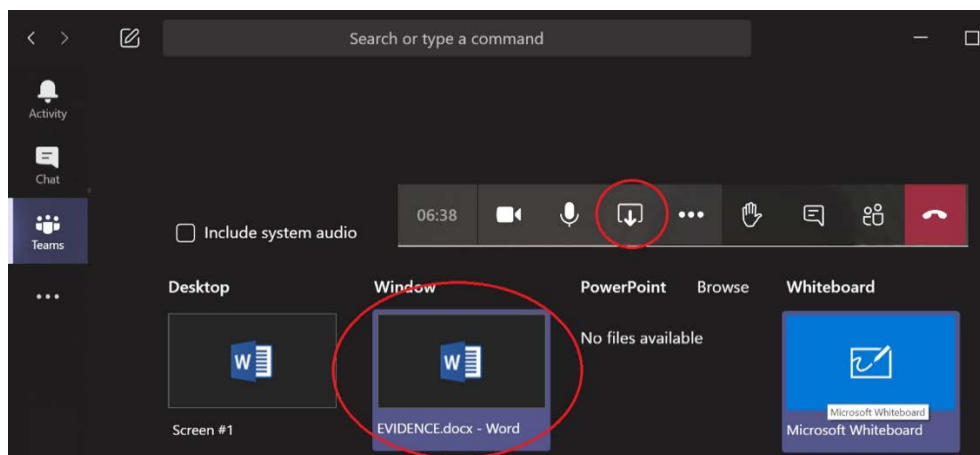 Search or type a command
Activity
Chat
Teams
Include system audio
06:38
Desktop
Window
PowerPoint Browse
Whiteboard
W
W
No files available
Microsoft Whiteboard
Screen #1
EVIDENCE.docx - Word
Microsoft Whiteboard